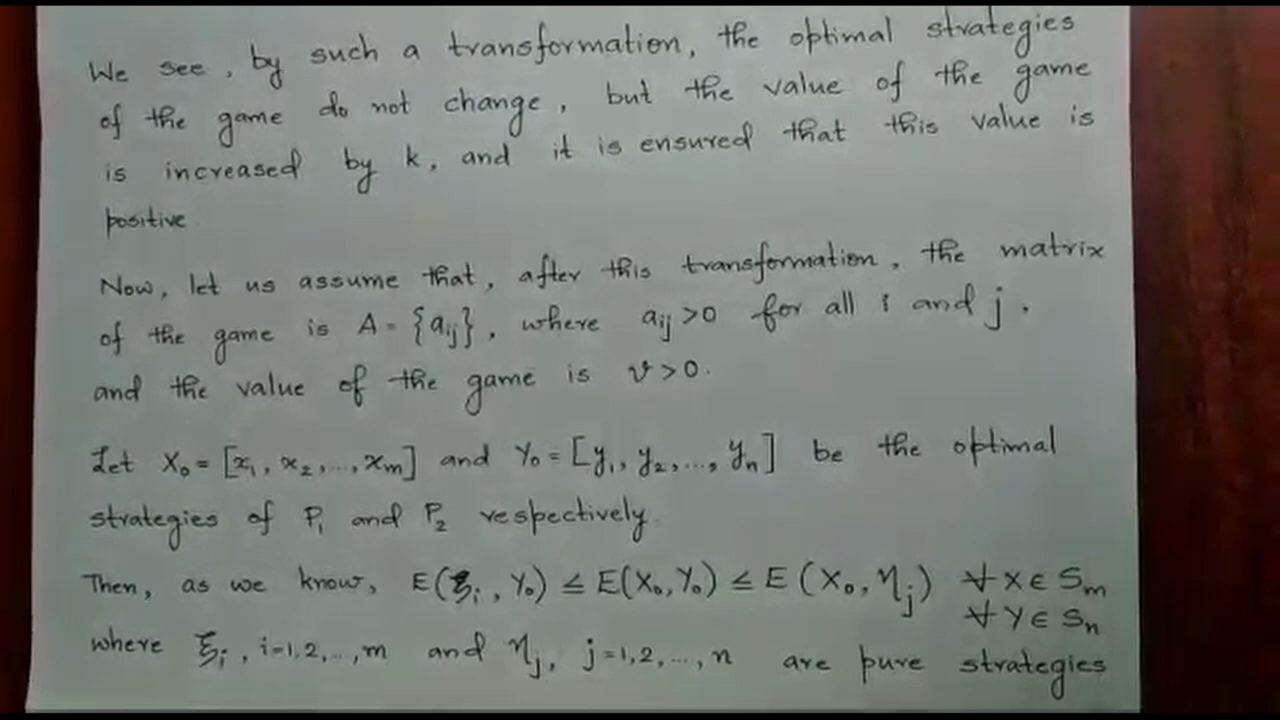 We see, by such a transformation, the optimal strategies
of the game do not change, but the value of the game
is increased by k, and it is ensured that this value is
positive.
Now, let us assume that, after this transformation, the matrix
of the game is A = {aij}, where aij > 0 for all i and j,
and the value of the game is v > 0.
Let X₀ = [x₁, x₂, ..., xm] and Y₀ = [y₁, y₂, ..., yn] be the optimal
strategies of P₁ and P₂ respectively.
Then, as we know, E(ξi, Y₀) ≤ E(X₀, Y₀) ≤ E(X₀, ηj) ∀ X ∈ Sm
∀ Y ∈ Sn
where ξi, i=1,2,...,m and ηj, j=1,2,...,n are pure strategies